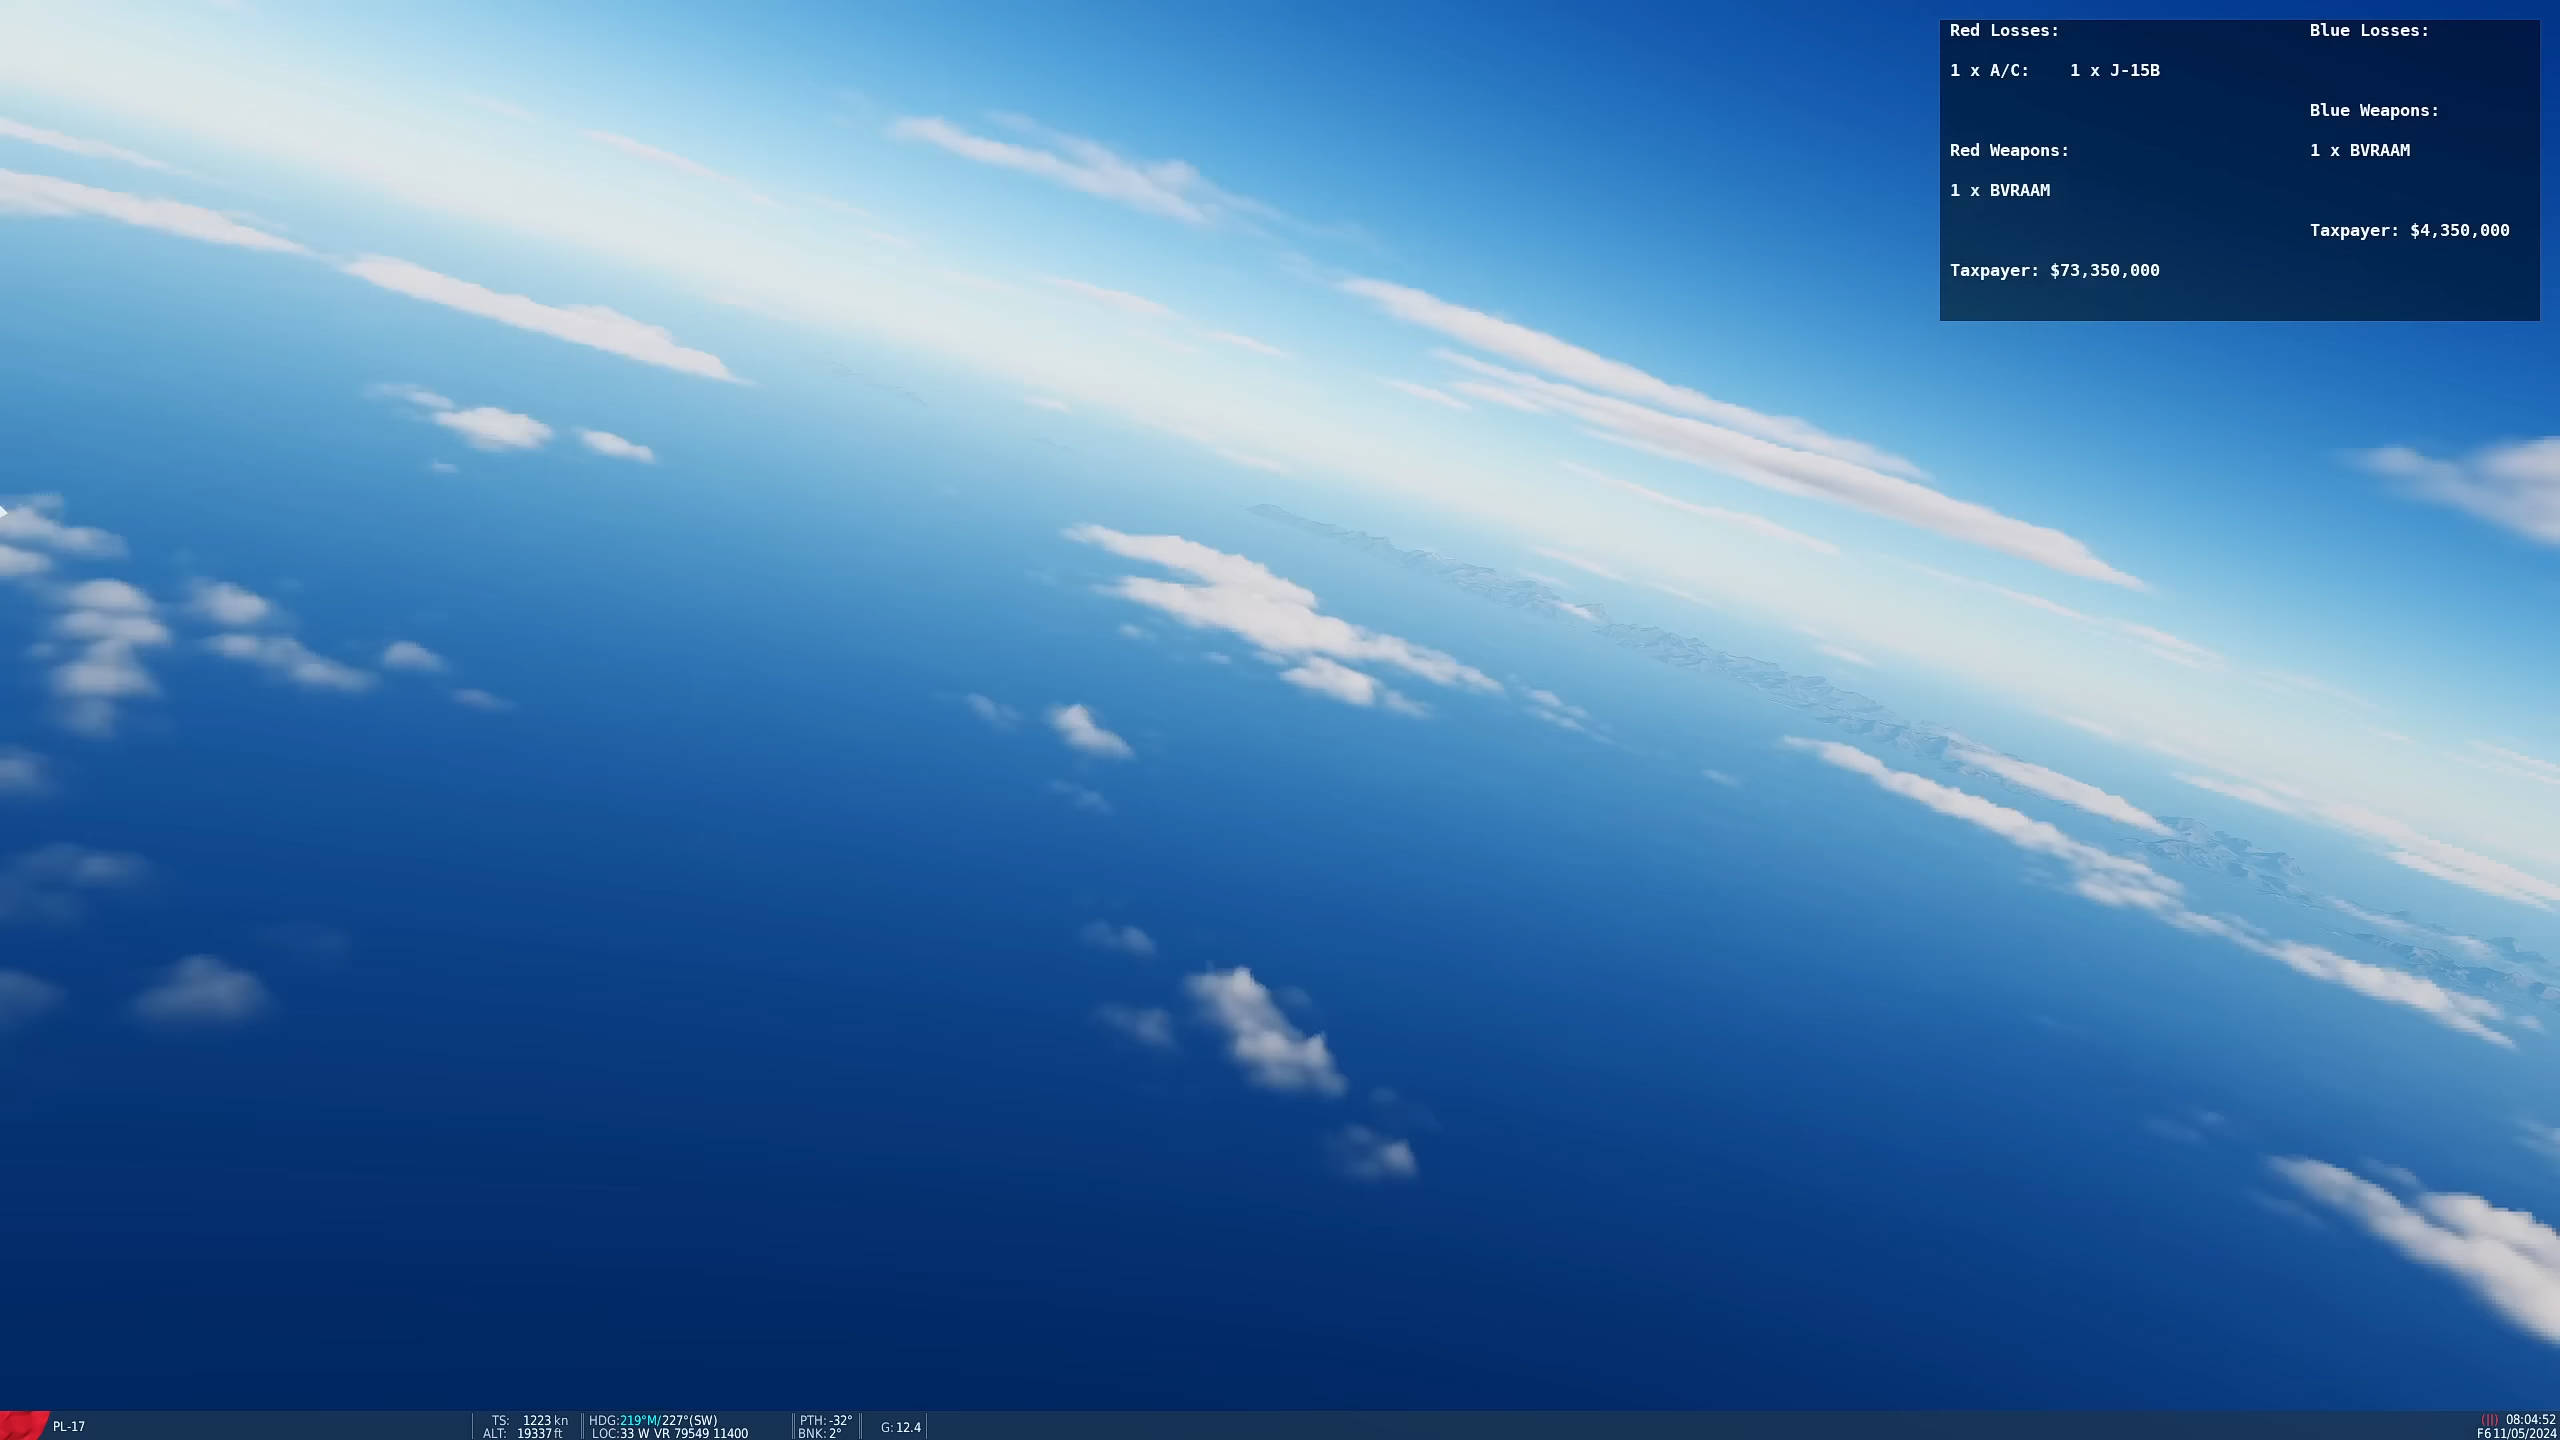 Red Losses:
1 x A/C:    1 x J-15B
Red Weapons:
1 x BVRAAM
Taxpayer: $73,350,000
Blue Losses:
Blue Weapons:
1 x BVRAAM
Taxpayer: $4,350,000
PL-17
TS: 1223 kn
ALT: 19337 ft
HDG:219°M/227°(SW)
LOC:33 W VR 79549 11400
PTH: -32°
BNK: 2°
G: 12.4
(||) 08:04:52
F6 11/05/2024